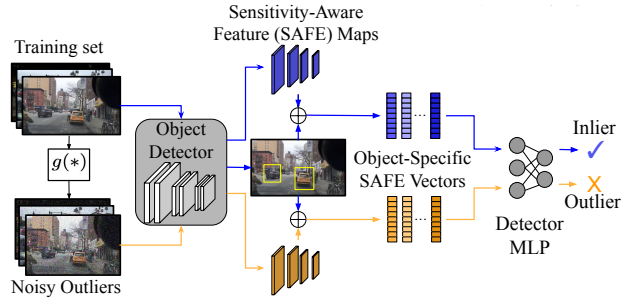 Sensitivity-Aware
Feature (SAFE) Maps
Training set
g(*)
Object
Detector
Noisy Outliers
Object-Specific
SAFE Vectors
Detector
MLP
Inlier
✓
X
Outlier